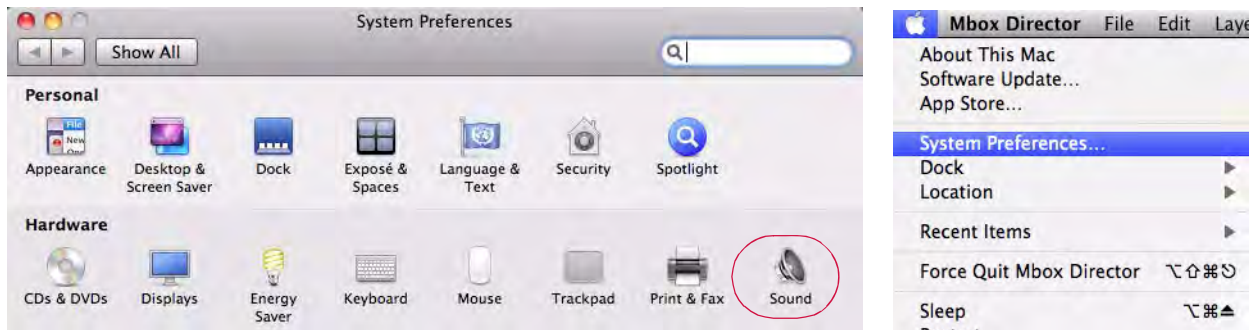 System Preferences
Show All
Personal
Appearance
Desktop & Screen Saver
Dock
Exposé & Spaces
Language & Text
Security
Spotlight
Hardware
CDs & DVDs
Displays
Energy Saver
Keyboard
Mouse
Trackpad
Print & Fax
Sound
Mbox Director File Edit
About This Mac
Software Update...
App Store...
System Preferences...
Dock
Location
Recent Items
Force Quit Mbox Director ⌥⇧⌘⎋
Sleep ⌥⌘⏏